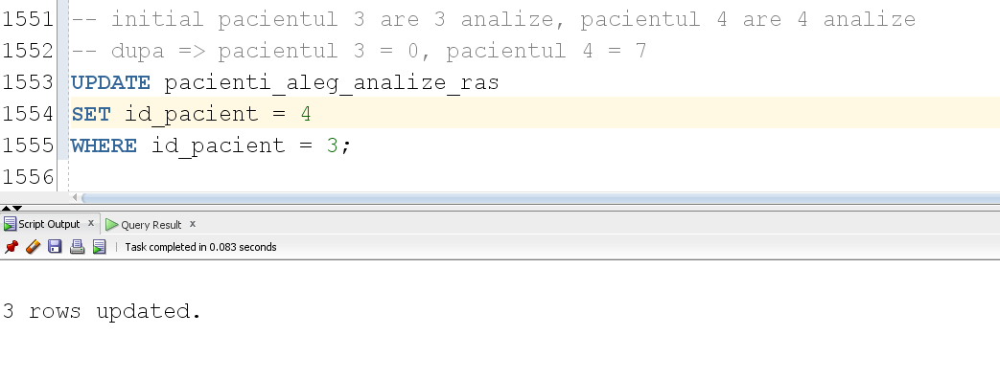 1551 -- initial pacientul 3 are 3 analize, pacientul 4 are 4 analize
1552 -- dupa => pacientul 3 = 0, pacientul 4 = 7
1553 UPDATE pacienti_aleg_analize_ras
1554 SET id_pacient = 4
1555 WHERE id_pacient = 3;
1556
Script Output x Query Result x
Task completed in 0.083 seconds
3 rows updated.